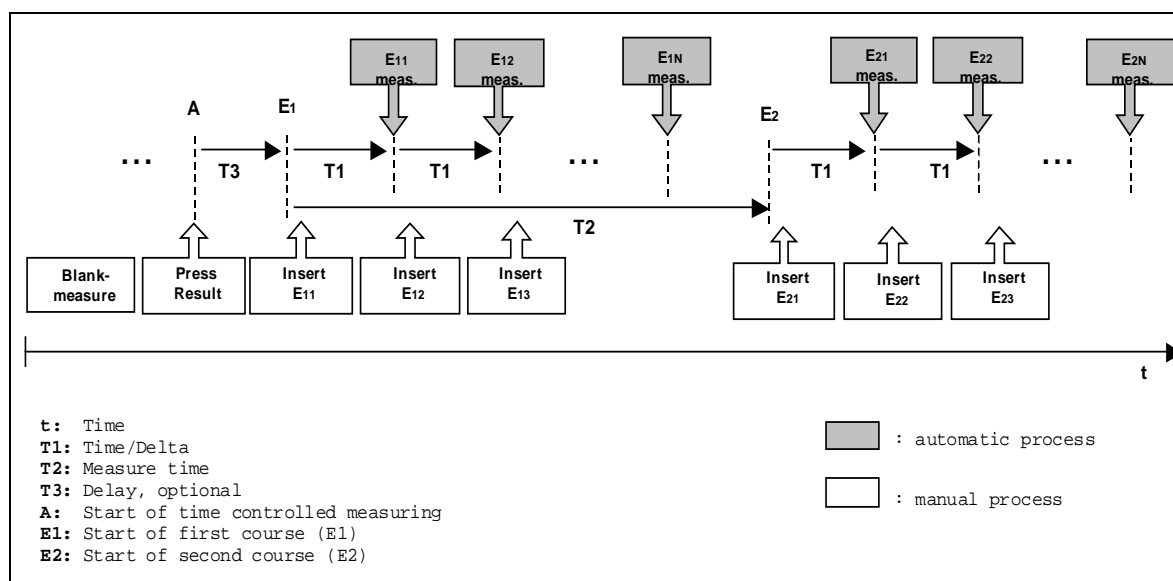 E11 meas.
E12 meas.
E1N meas.
E21 meas.
E22 meas.
E2N meas.
A
E1
E2
...
T3
T1
T1
...
T1
T1
...
T2
Blank-
measure
Press
Result
Insert
E11
Insert
E12
Insert
E13
Insert
E21
Insert
E22
Insert
E23
t
t: Time
T1: Time/Delta
T2: Measure time
T3: Delay, optional
A: Start of time controlled measuring
E1: Start of first course (E1)
E2: Start of second course (E2)
: automatic process
: manual process